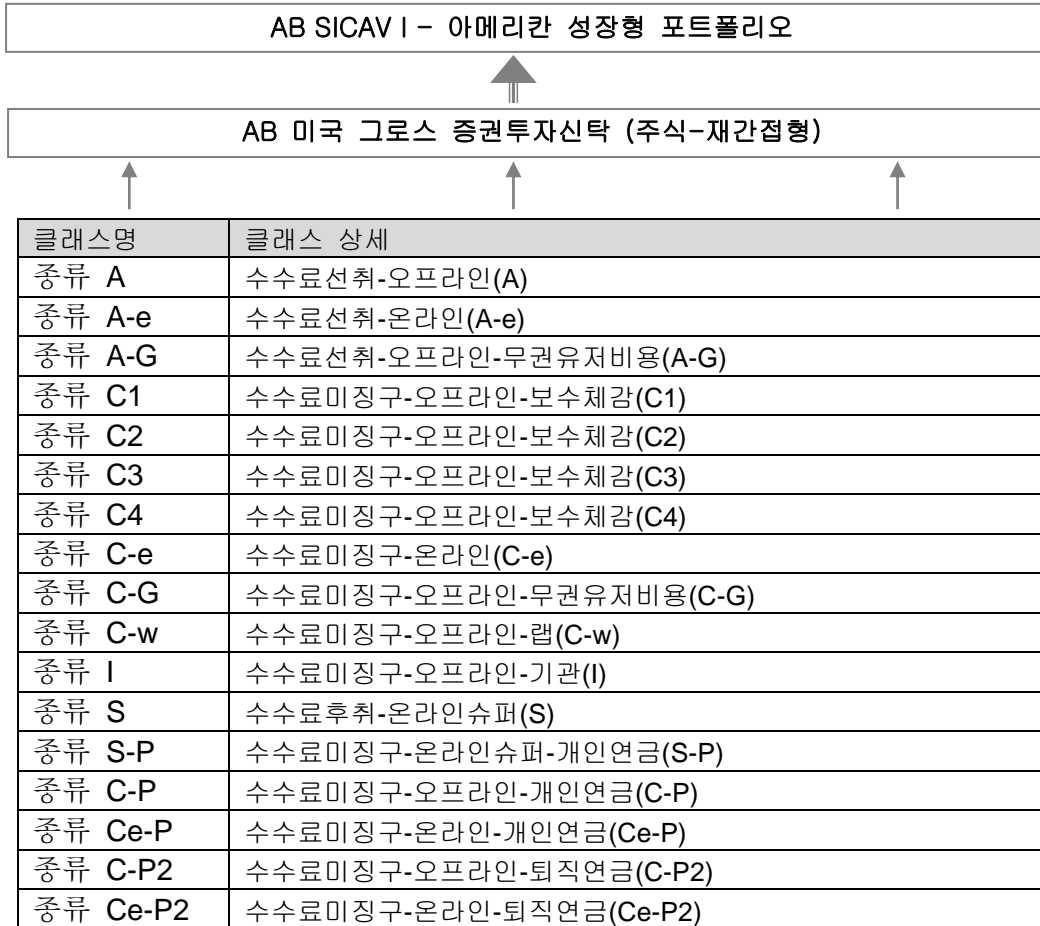 AB SICAV I – 아메리칸 성장형 포트폴리오
AB 미국 그로스 증권투자신탁 (주식-재간접형)
클래스명 클래스 상세
종류 A 수수료선취-오프라인(A)
종류 A-e 수수료선취-온라인(A-e)
종류 A-G 수수료선취-오프라인-무권유저비용(A-G)
종류 C1 수수료미징구-오프라인-보수체감(C1)
종류 C2 수수료미징구-오프라인-보수체감(C2)
종류 C3 수수료미징구-오프라인-보수체감(C3)
종류 C4 수수료미징구-오프라인-보수체감(C4)
종류 C-e 수수료미징구-온라인(C-e)
종류 C-G 수수료미징구-오프라인-무권유저비용(C-G)
종류 C-w 수수료미징구-오프라인-랩(C-w)
종류 I 수수료미징구-오프라인-기관(I)
종류 S 수수료후취-온라인슈퍼(S)
종류 S-P 수수료미징구-온라인슈퍼-개인연금(S-P)
종류 C-P 수수료미징구-오프라인-개인연금(C-P)
종류 Ce-P 수수료미징구-온라인-개인연금(Ce-P)
종류 C-P2 수수료미징구-오프라인-퇴직연금(C-P2)
종류 Ce-P2 수수료미징구-온라인-퇴직연금(Ce-P2)